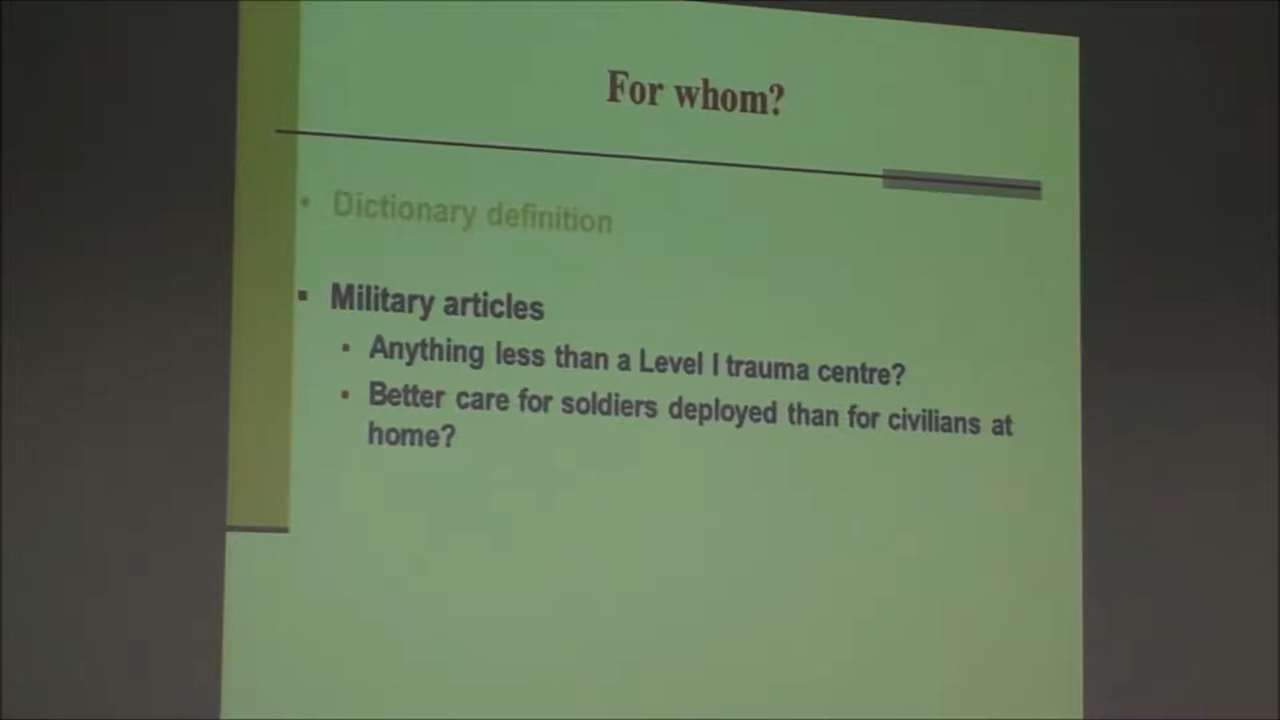 For whom?
• Dictionary definition
▪ Military articles
▪ Anything less than a Level I trauma centre?
▪ Better care for soldiers deployed than for civilians at
home?